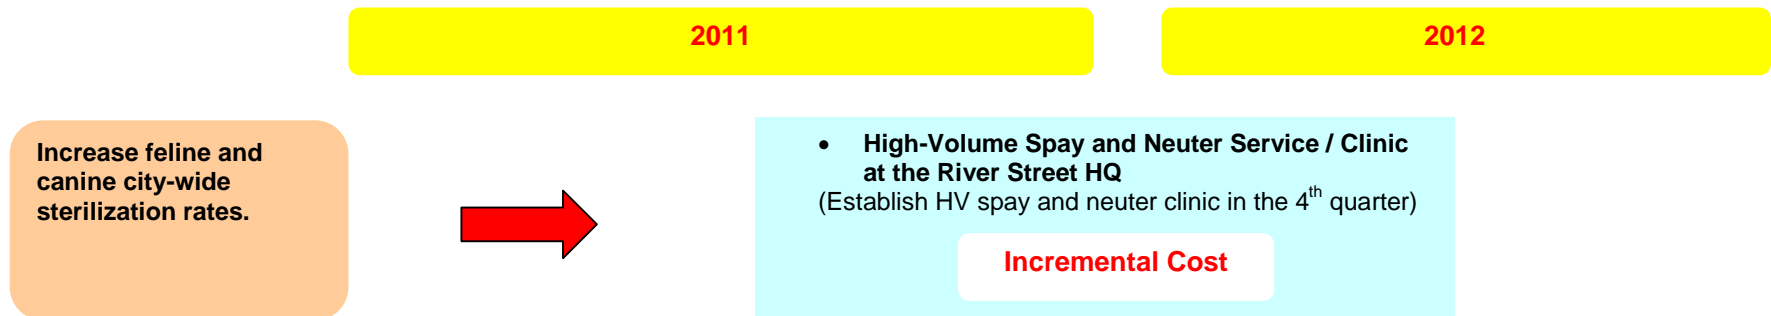 2011
2012
Increase feline and
canine city-wide
sterilization rates.
• High-Volume Spay and Neuter Service / Clinic
at the River Street HQ
(Establish HV spay and neuter clinic in the 4th quarter)
Incremental Cost